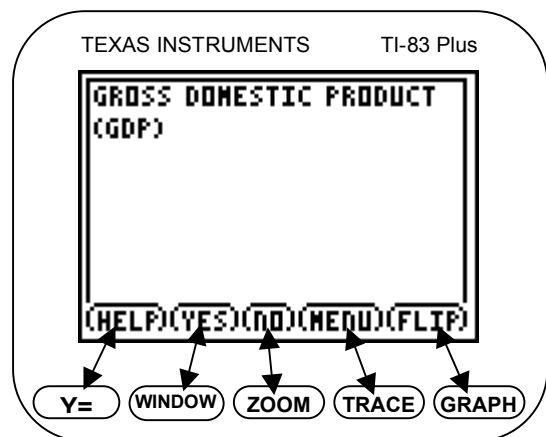 TEXAS INSTRUMENTS TI-83 Plus
GROSS DOMESTIC PRODUCT
(GDP)
(HELP)(YES)(NO)(MENU)(FLIP)
Y= WINDOW ZOOM TRACE GRAPH